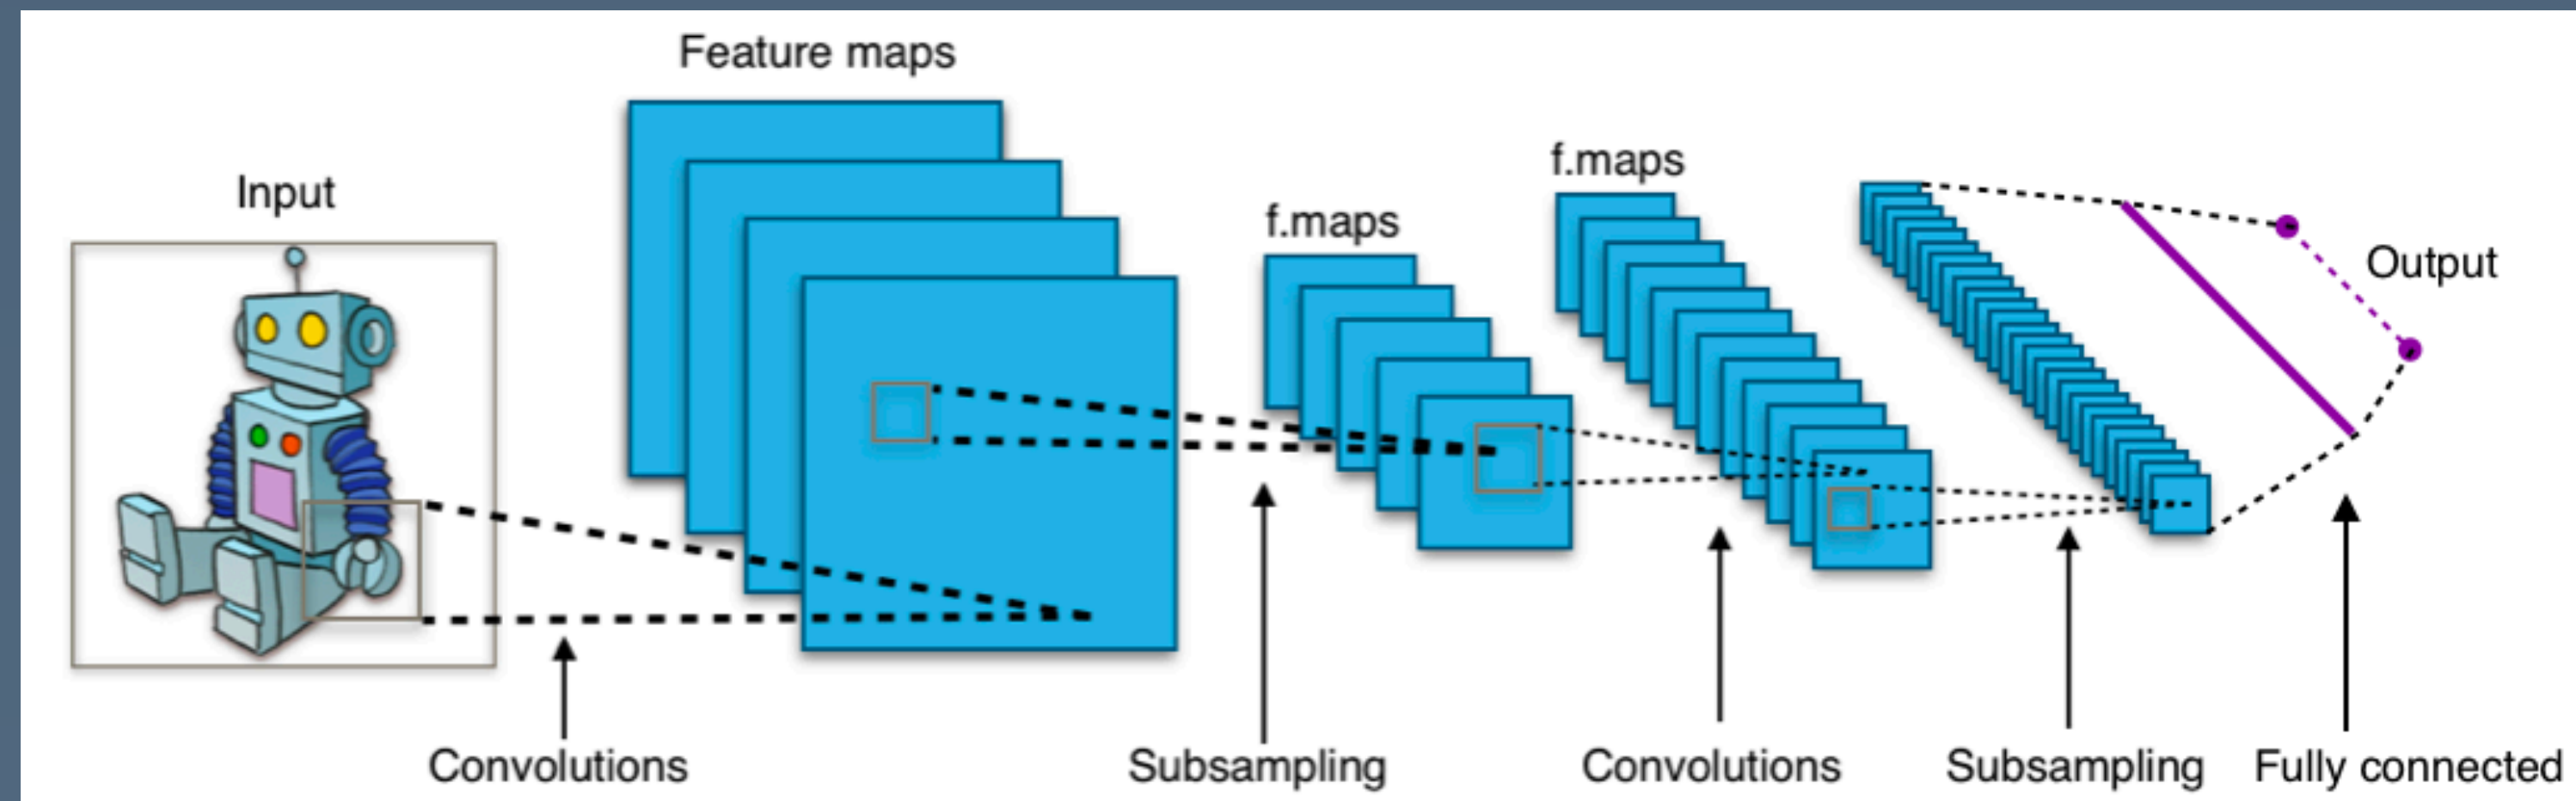 Feature maps
Input
f.maps
f.maps
Output
Convolutions
Subsampling
Convolutions
Subsampling
Fully connected